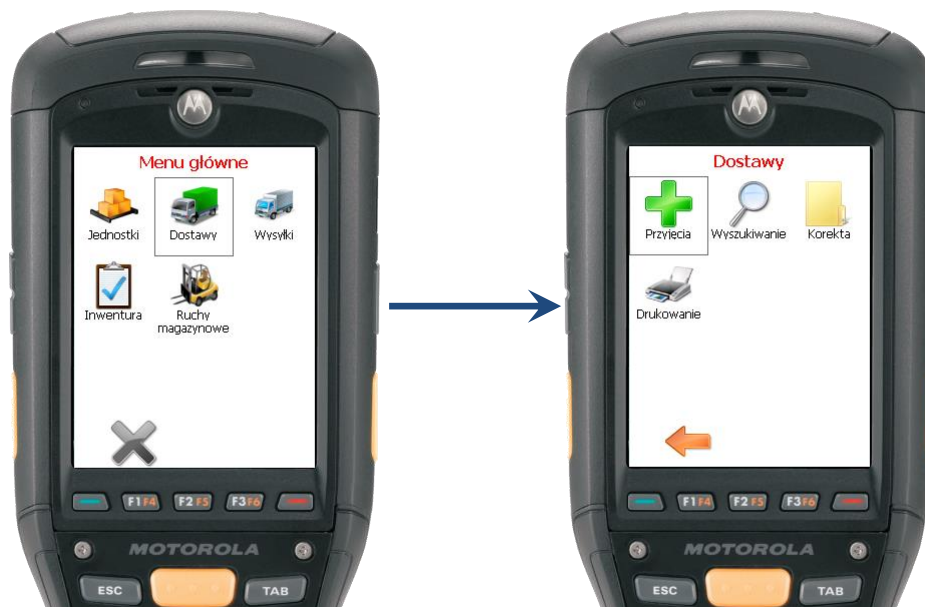 Menu główne
Jednostki
Dostawy
Wysyłki
Inwentura
Ruchy
magazynowe
F1 F4
F2 F5
F3 F6
MOTOROLA
ESC
TAB
Dostawy
Przyjęcia
Wyszukiwanie
Korekta
Drukowanie
F1 F4
F2 F5
F3 F6
MOTOROLA
ESC
TAB